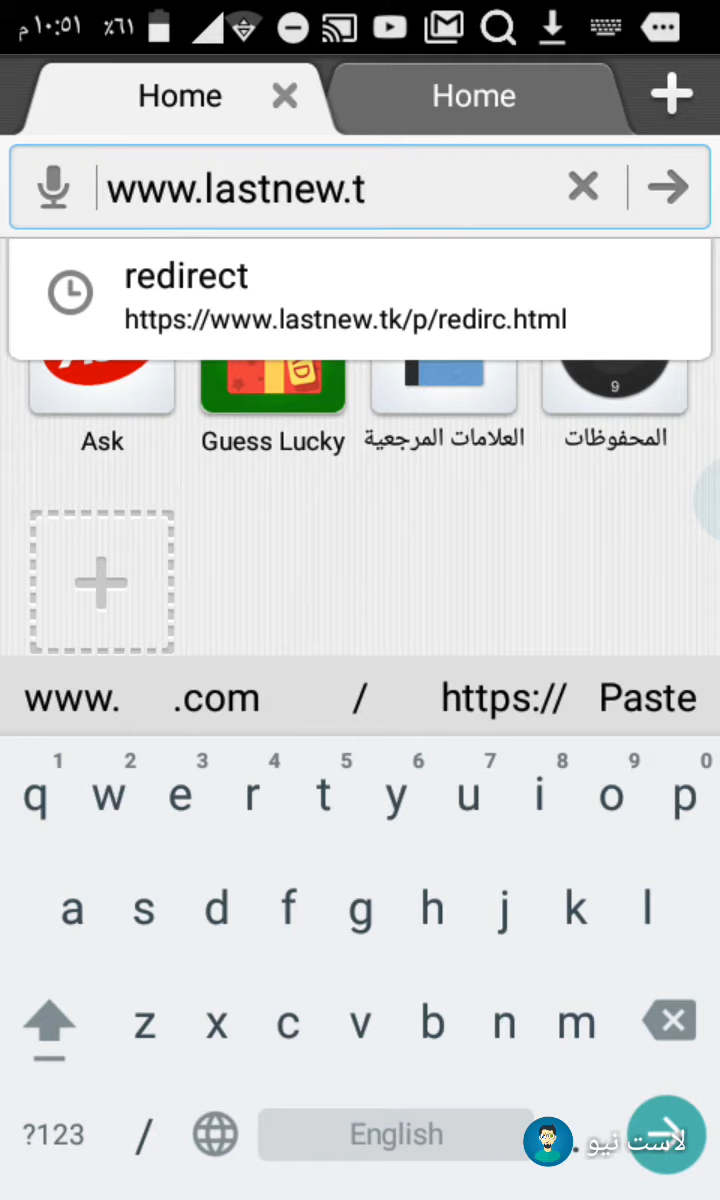 ١٠:٥١ م ٪٦١
Home Home
www.lastnew.t
redirect
https://www.lastnew.tk/p/redirc.html
9
Ask Guess Lucky العلامات المرجعية المحفوظات
www. .com / https:// Paste
1 2 3 4 5 6 7 8 9 0
q w e r t y u i o p
a s d f g h j k l
z x c v b n m
?123 / English . لاست نيو